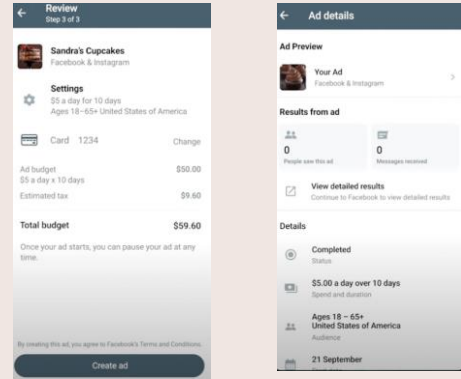 Review
Step 3 of 3
Sandra's Cupcakes
Facebook & Instagram
Settings
$5 a day for 10 days
Ages 18–65+ United States of America
Card 1234
Change
Ad budget
$50.00
$5 a day x 10 days
Estimated tax
$9.60
Total budget
$59.60
Once your ad starts, you can pause your ad at any
time.
By creating this ad, you agree to Facebook's Terms and Conditions.
Create ad
Ad details
Ad Preview
Your Ad
Facebook & Instagram
Results from ad
0
People saw this ad
0
Messages received
View detailed results
Continue to Facebook to view detailed results
Details
Completed
Status
$5.00 a day over 10 days
Spend and duration
Ages 18 – 65+
United States of America
Audience
21 September